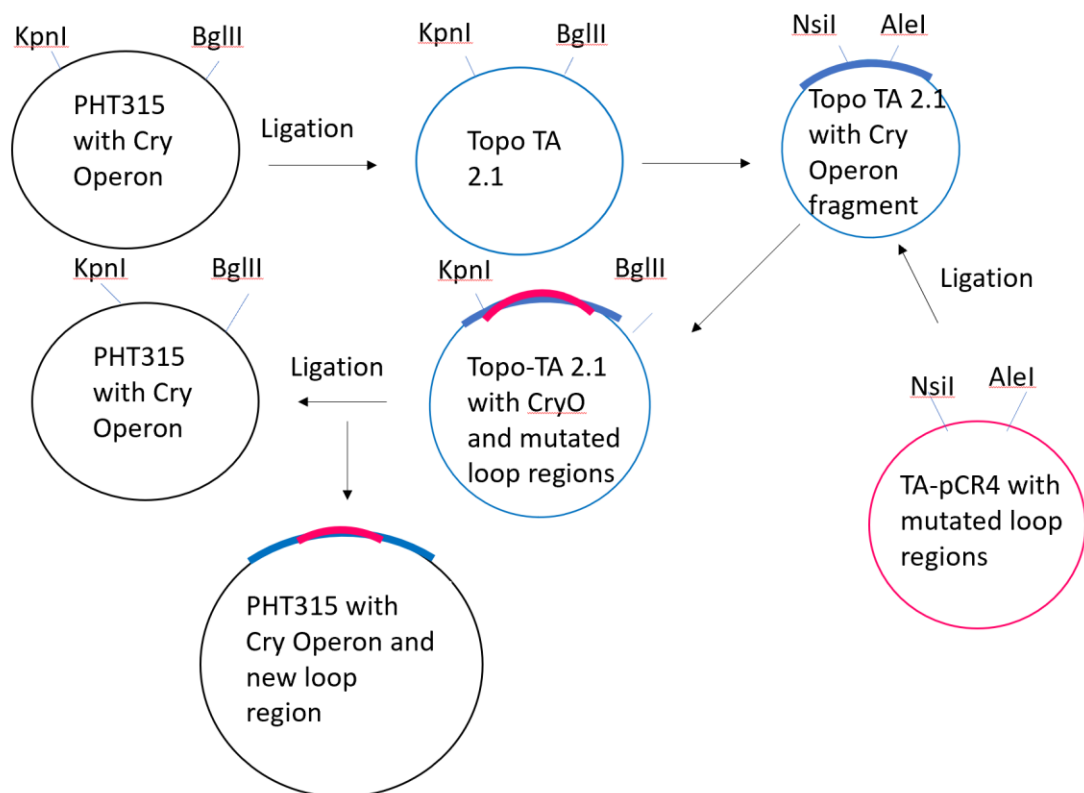 KpnI
BglII
PHT315
with Cry
Operon
Ligation
KpnI
BglII
Topo TA
2.1
NsiI
AleI
Topo TA 2.1
with Cry
Operon
fragment
KpnI
BglII
PHT315
with Cry
Operon
Ligation
KpnI
BglII
Topo-TA 2.1
with CryO
and mutated
loop regions
Ligation
NsiI
AleI
TA-pCR4 with
mutated loop
regions
PHT315 with
Cry Operon and
new loop
region